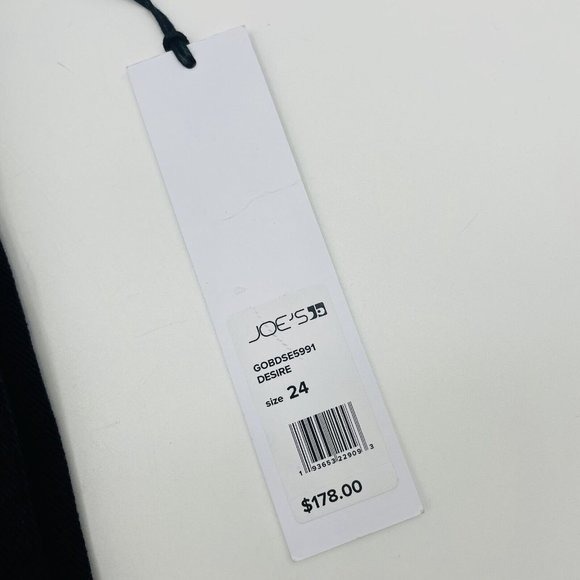 JOE'S
GOBDSE5991
DESIRE
size 24
1 93653 22909 3
$178.00